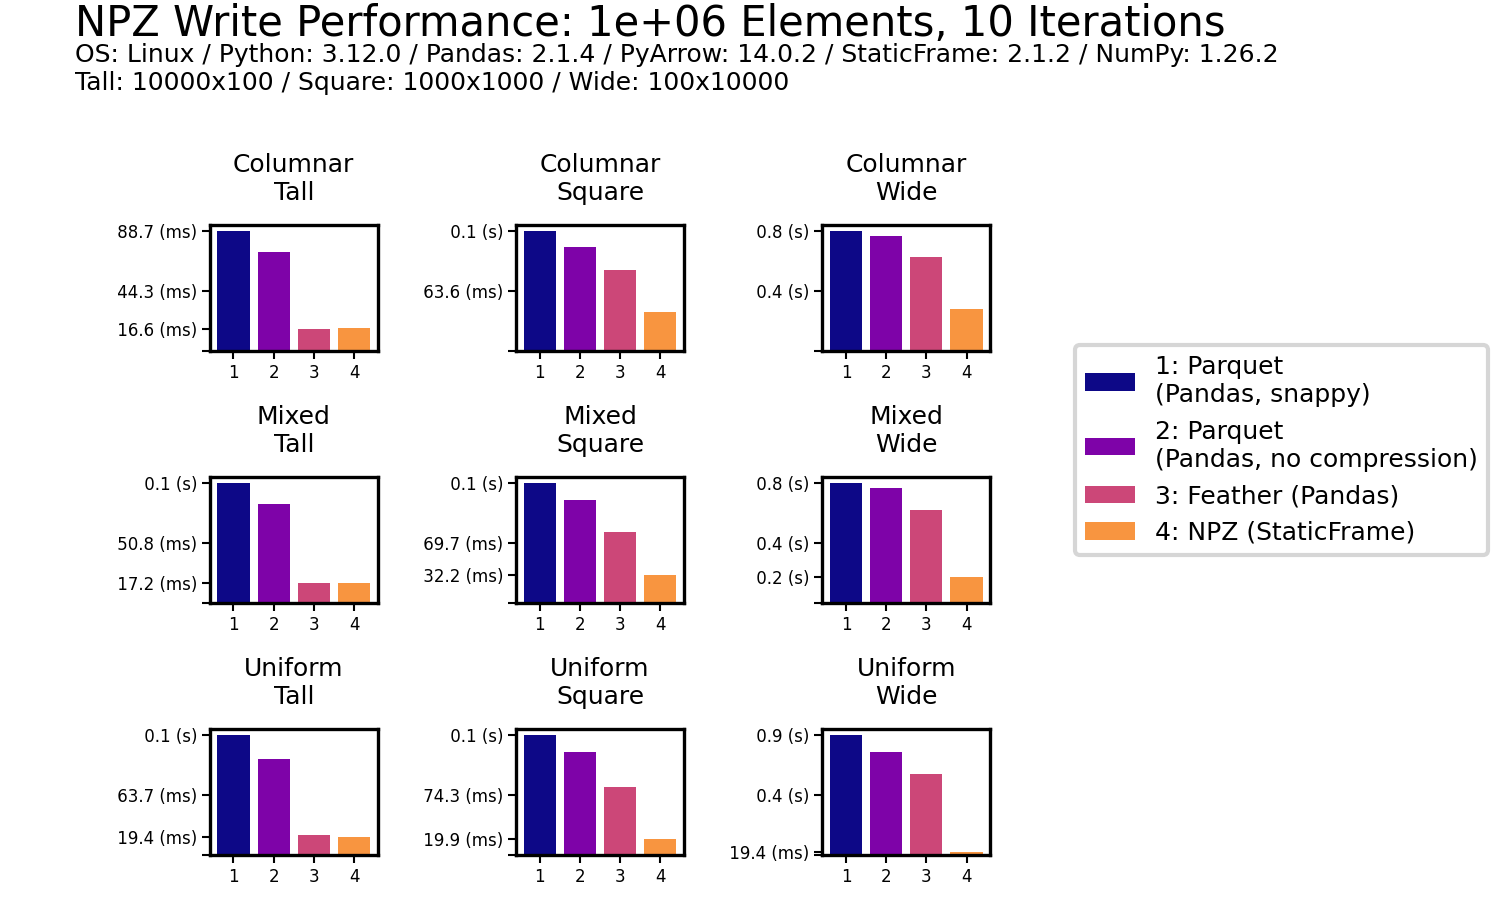 NPZ Write Performance: 1e+06 Elements, 10 Iterations
OS: Linux / Python: 3.12.0 / Pandas: 2.1.4 / PyArrow: 14.0.2 / StaticFrame: 2.1.2 / NumPy: 1.26.2
Tall: 10000x100 / Square: 1000x1000 / Wide: 100x10000
Columnar
Tall
88.7 (ms)
44.3 (ms)
16.6 (ms)
1 2 3 4
Columnar
Square
0.1 (s)
63.6 (ms)
1 2 3 4
Columnar
Wide
0.8 (s)
0.4 (s)
1 2 3 4
Mixed
Tall
0.1 (s)
50.8 (ms)
17.2 (ms)
1 2 3 4
Mixed
Square
0.1 (s)
69.7 (ms)
32.2 (ms)
1 2 3 4
Mixed
Wide
0.8 (s)
0.4 (s)
0.2 (s)
1 2 3 4
Uniform
Tall
0.1 (s)
63.7 (ms)
19.4 (ms)
1 2 3 4
Uniform
Square
0.1 (s)
74.3 (ms)
19.9 (ms)
1 2 3 4
Uniform
Wide
0.9 (s)
0.4 (s)
19.4 (ms)
1 2 3 4
1: Parquet
(Pandas, snappy)
2: Parquet
(Pandas, no compression)
3: Feather (Pandas)
4: NPZ (StaticFrame)